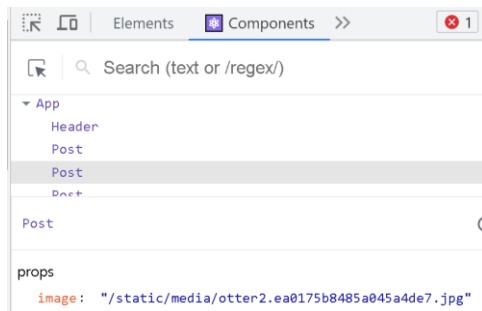 Elements Components >> 1
Search (text or /regex/)
App
Header
Post
Post
Post
Post
props
image: "/static/media/otter2.ea0175b8485a045a4de7.jpg"